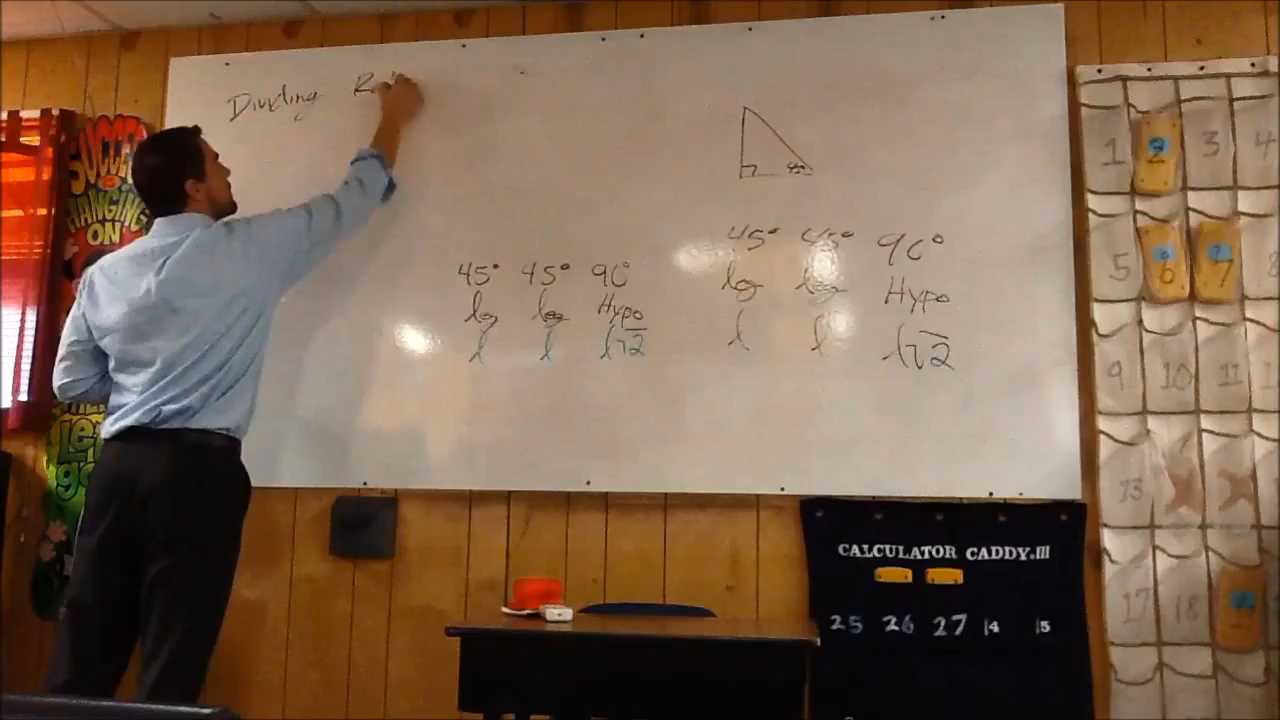 SUCCESS
IS
HANGING
ON
Dividing
45°
45° 45° 90°
leg leg Hypo
l l l√2
45° 45° 90°
leg leg Hypo
l l l√2
1 2 3 4
5 6 7 8
9 10 11
13
17 18
CALCULATOR CADDY III
25 26 27 14 15